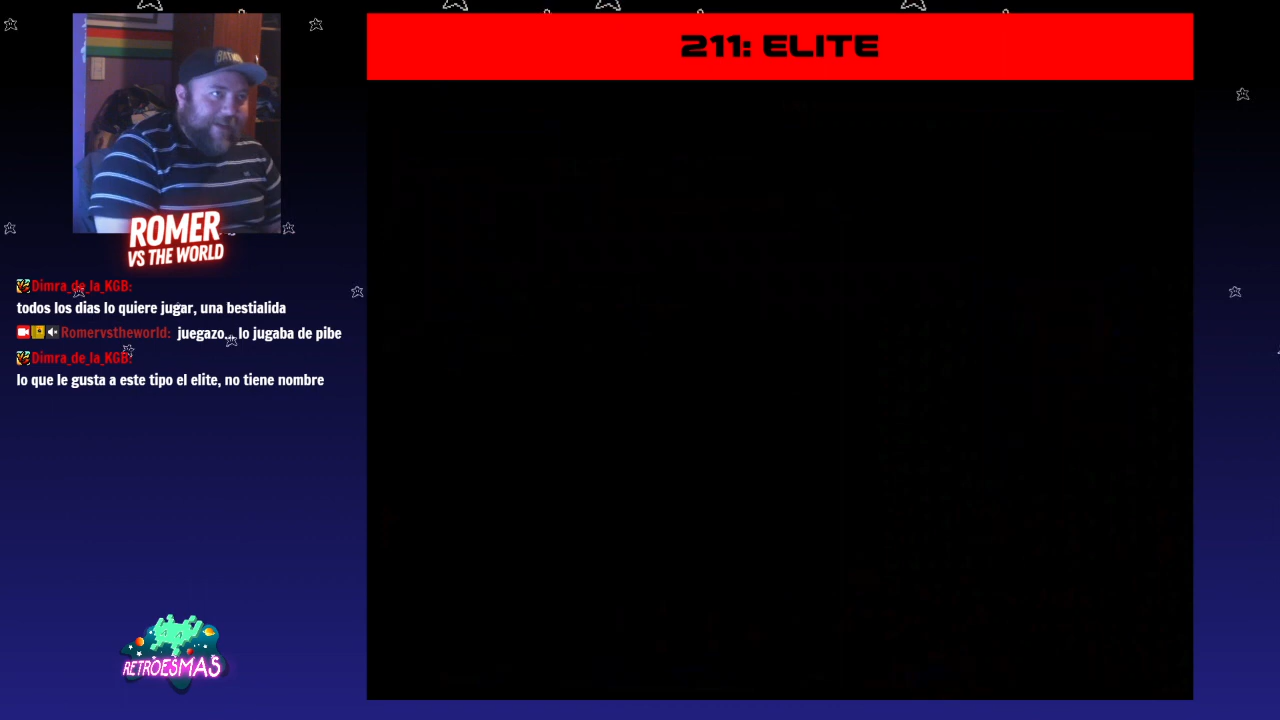 211: ELITE
ROMER
VS THE WORLD
Dimra_de_la_KGB:
todos los dias lo quiere jugar, una bestialida
Romervstheworld: juegazo.. lo jugaba de pibe
Dimra_de_la_KGB:
lo que le gusta a este tipo el elite, no tiene nombre
RETROESMAS